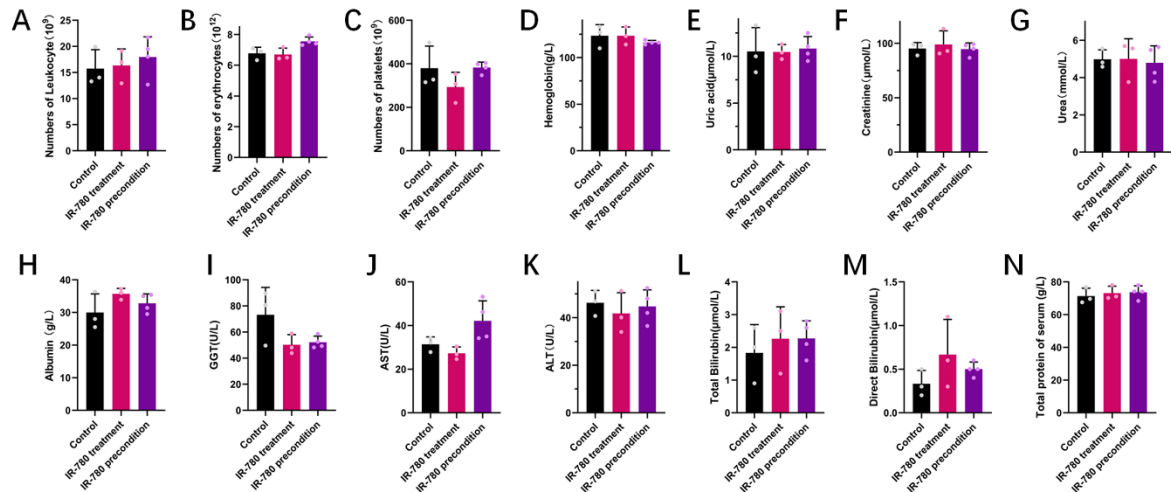 A
Numbers of Leukocyte(10⁹)
25
20
15
10
5
0
Control
IR-780 treatment
IR-780 precondition
B
Numbers of erythrocytes(10¹²)
8
6
4
2
0
Control
IR-780 treatment
IR-780 precondition
C
Numbers of platelets (10⁹)
600
400
200
0
Control
IR-780 treatment
IR-780 precondition
D
Hemoglobin(g/L)
125
100
75
50
25
0
Control
IR-780 treatment
IR-780 precondition
E
Uric acid(μmol/L)
15
10
5
0
Control
IR-780 treatment
IR-780 precondition
F
Creatinine (μmol/L)
100
50
0
Control
IR-780 treatment
IR-780 precondition
G
Urea(mmol/L)
6
4
2
0
Control
IR-780 treatment
IR-780 precondition
H
Albumin (g/L)
40
30
20
10
0
Control
IR-780 treatment
IR-780 precondition
I
GGT(U/L)
100
80
60
40
20
0
Control
IR-780 treatment
IR-780 precondition
J
AST(U/L)
60
40
20
0
Control
IR-780 treatment
IR-780 precondition
K
ALT(U/L)
40
20
0
Control
IR-780 treatment
IR-780 precondition
L
Total Bilirubin(μmol/L)
4
3
2
1
0
Control
IR-780 treatment
IR-780 precondition
M
Direct Bilirubin(μmol/L)
1.5
1.0
0.5
0.0
Control
IR-780 treatment
IR-780 precondition
N
Total protein of serum (g/L)
80
60
40
20
0
Control
IR-780 treatment
IR-780 precondition